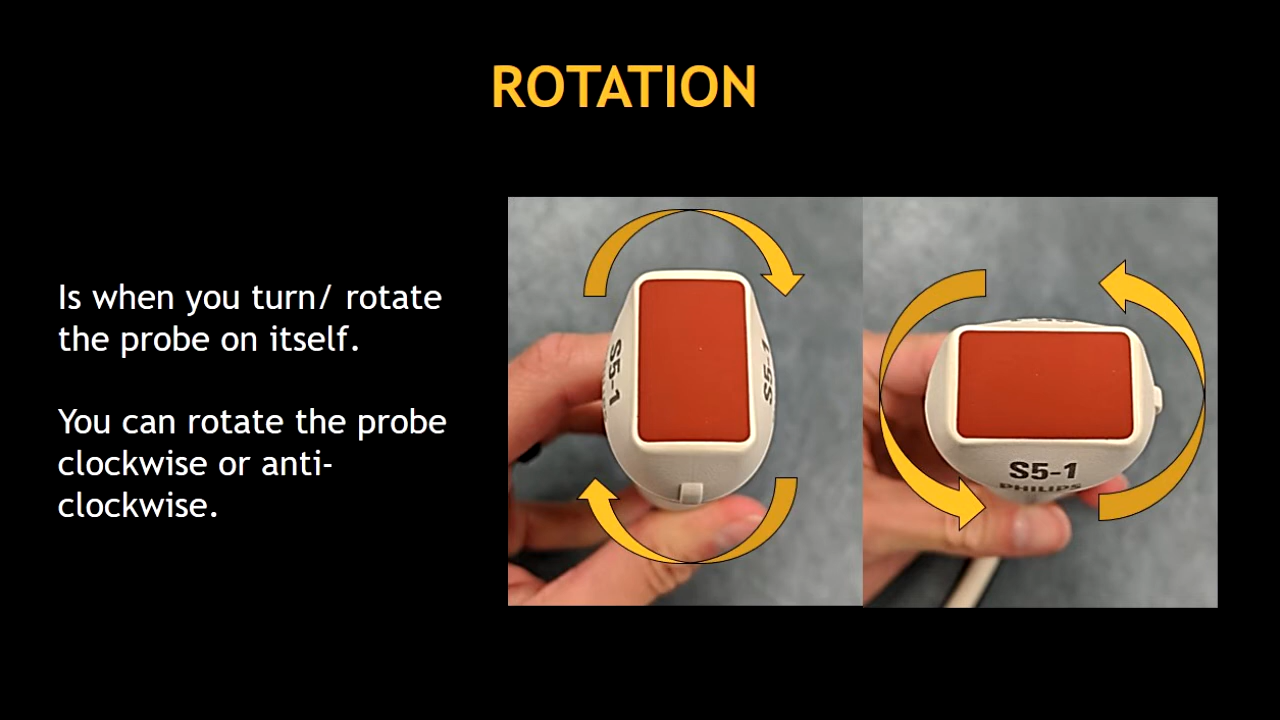 ROTATION
Is when you turn/ rotate
the probe on itself.
You can rotate the probe
clockwise or anti-
clockwise.
S5-1
S5-1
S5-1
PHILIPS